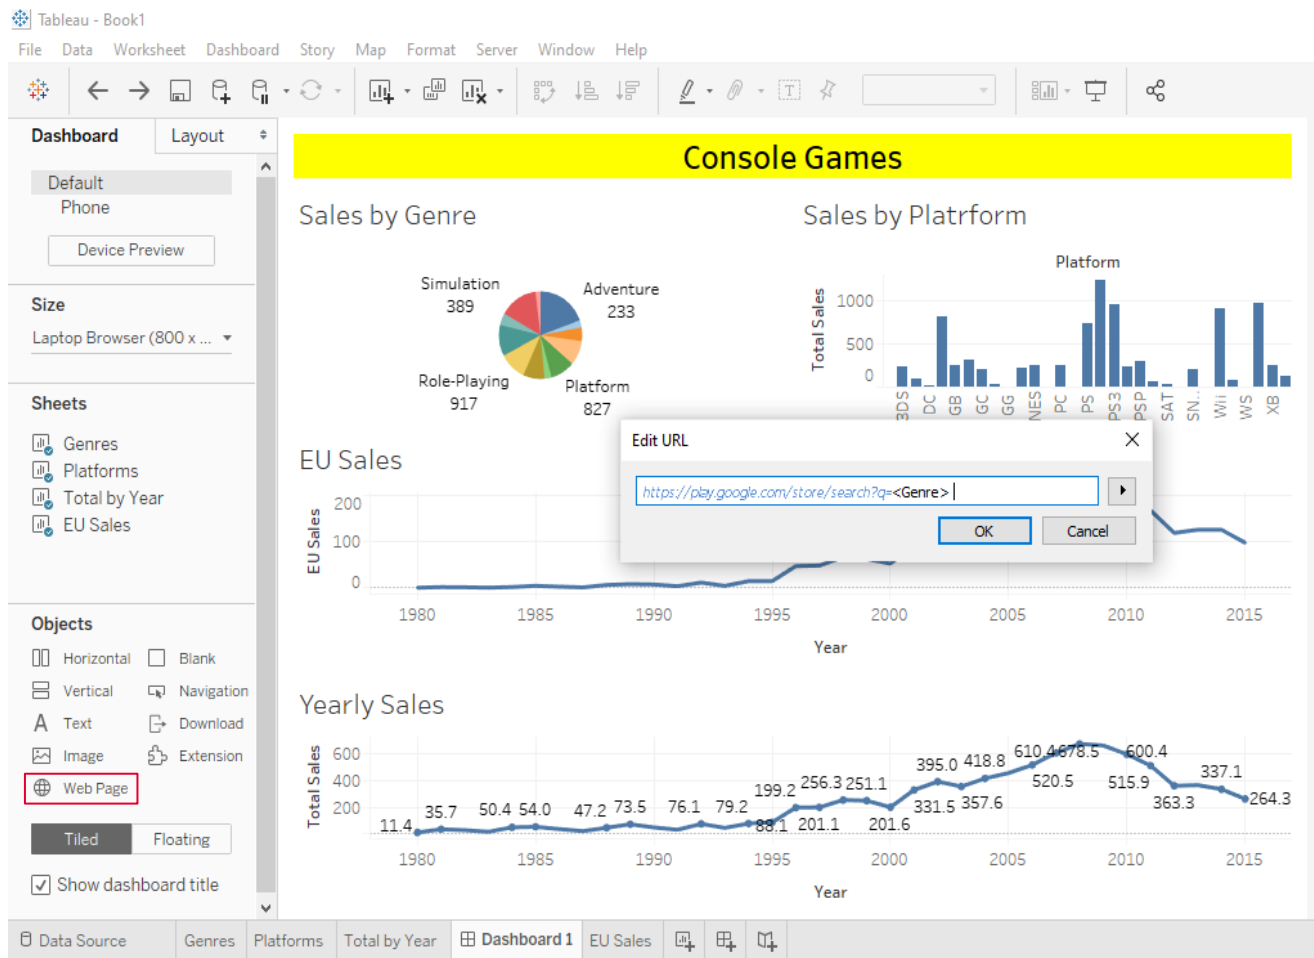 Tableau - Book1
File Data Worksheet Dashboard Story Map Format Server Window Help
Dashboard Layout
Default
Phone
Device Preview
Size
Laptop Browser (800 x ...
Sheets
Genres
Platforms
Total by Year
EU Sales
Objects
Horizontal Blank
Vertical Navigation
A Text Download
Image Extension
Web Page
Tiled Floating
Show dashboard title
Console Games
Sales by Genre
Simulation
389
Adventure
233
Role-Playing
917
Platform
827
Sales by Platrform
Platform
Total Sales
1000
500
0
3DS DC GB GC GG NES PC PS PS3 PSP SAT SN.. Wii WS XB
EU Sales
EU Sales
200
100
0
1980 1985 1990 1995 2000 2005 2010 2015
Year
Edit URL
https://play.google.com/store/search?q=<Genre>
OK Cancel
Yearly Sales
Total Sales
600
400
200
11.4 35.7 50.4 54.0 47.2 73.5 76.1 79.2 88.1 199.2 201.1 256.3 251.1 201.6 331.5 395.0 357.6 418.8 520.5 610.4 678.5 515.9 600.4 363.3 337.1 264.3
1980 1985 1990 1995 2000 2005 2010 2015
Year
Data Source Genres Platforms Total by Year Dashboard 1 EU Sales